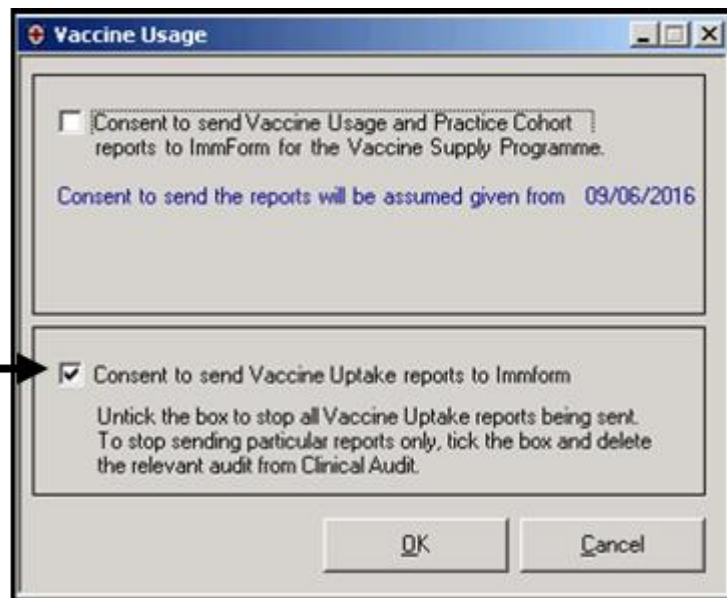 Vaccine Usage
Consent to send Vaccine Usage and Practice Cohort
reports to ImmForm for the Vaccine Supply Programme.
Consent to send the reports will be assumed given from 09/06/2016
Consent to send Vaccine Uptake reports to Immform
Untick the box to stop all Vaccine Uptake reports being sent.
To stop sending particular reports only, tick the box and delete
the relevant audit from Clinical Audit.
OK Cancel